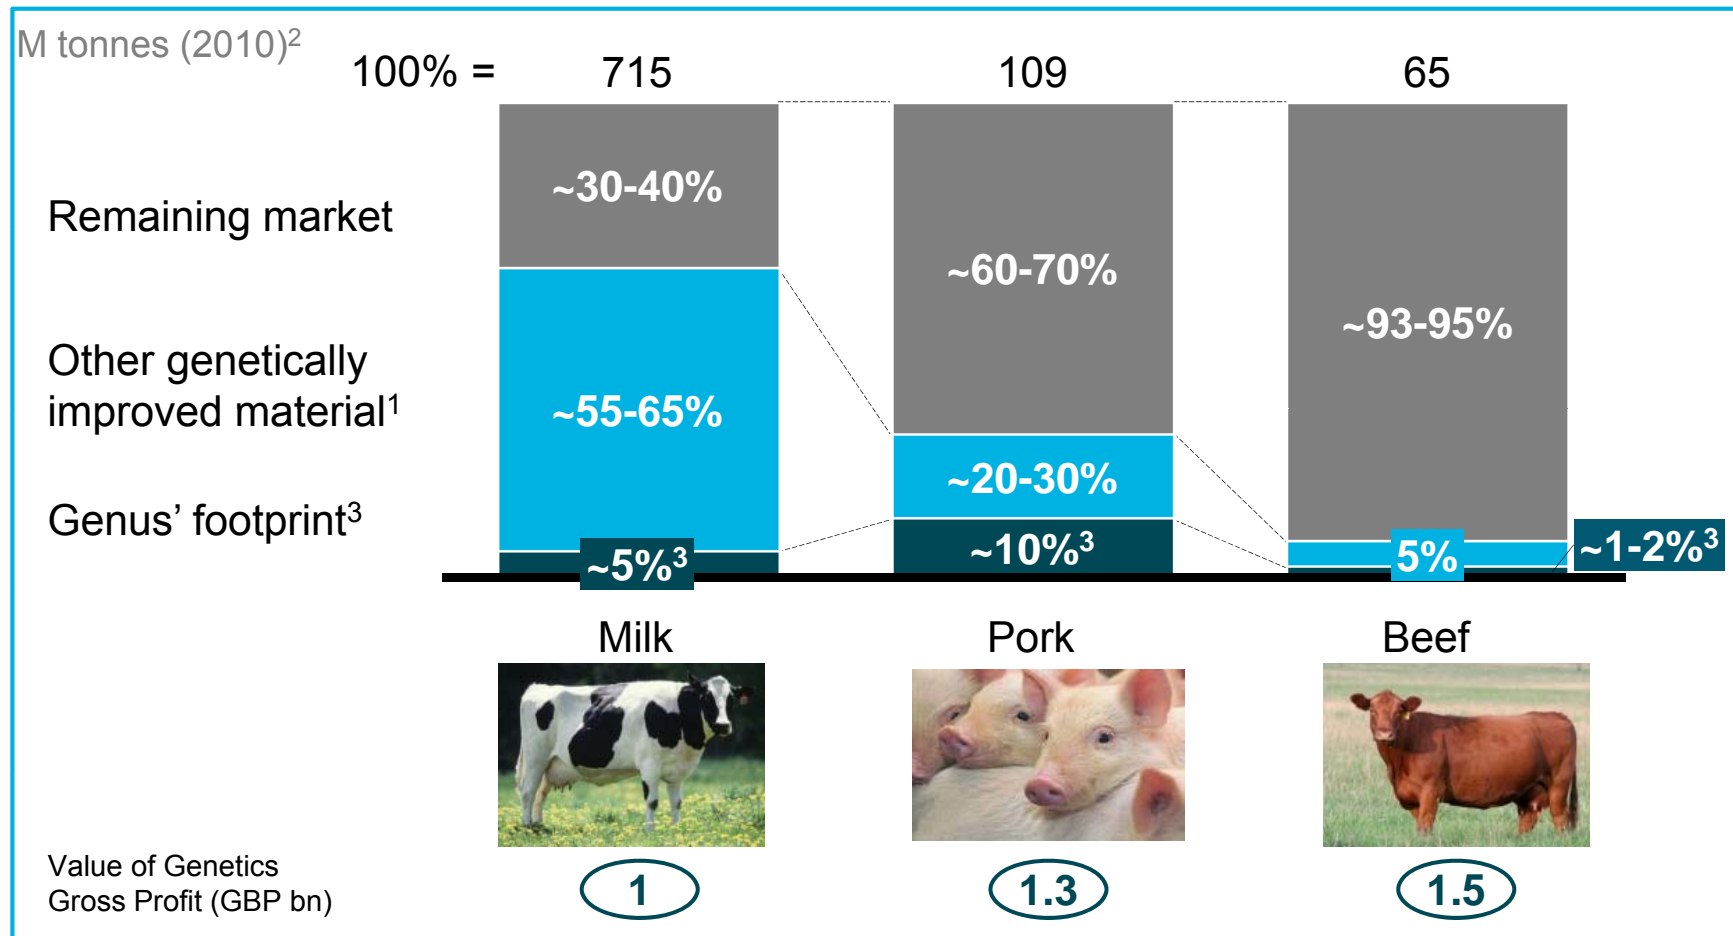 M tonnes (2010)²
100% = 715 109 65
Remaining market
~30-40%
~60-70%
~93-95%
Other genetically
improved material¹
~55-65%
~20-30%
5%
Genus’ footprint³
~5%³
~10%³
~1-2%³
Milk Pork Beef
Value of Genetics
Gross Profit (GBP bn)
1 1.3 1.5